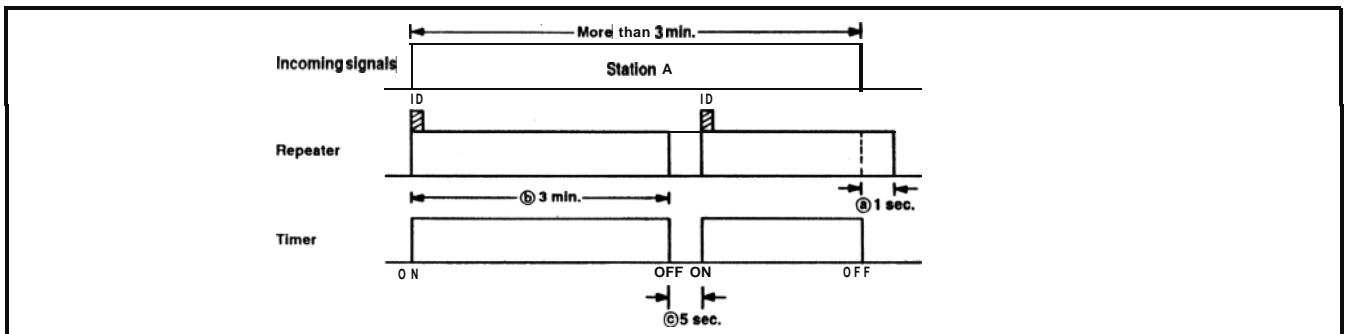 More than 3 min.
Incoming signals
Station A
ID ID
Repeater
ⓐ 1 sec.
ⓑ 3 min.
Timer
ON OFF ON OFF
ⓒ 5 sec.